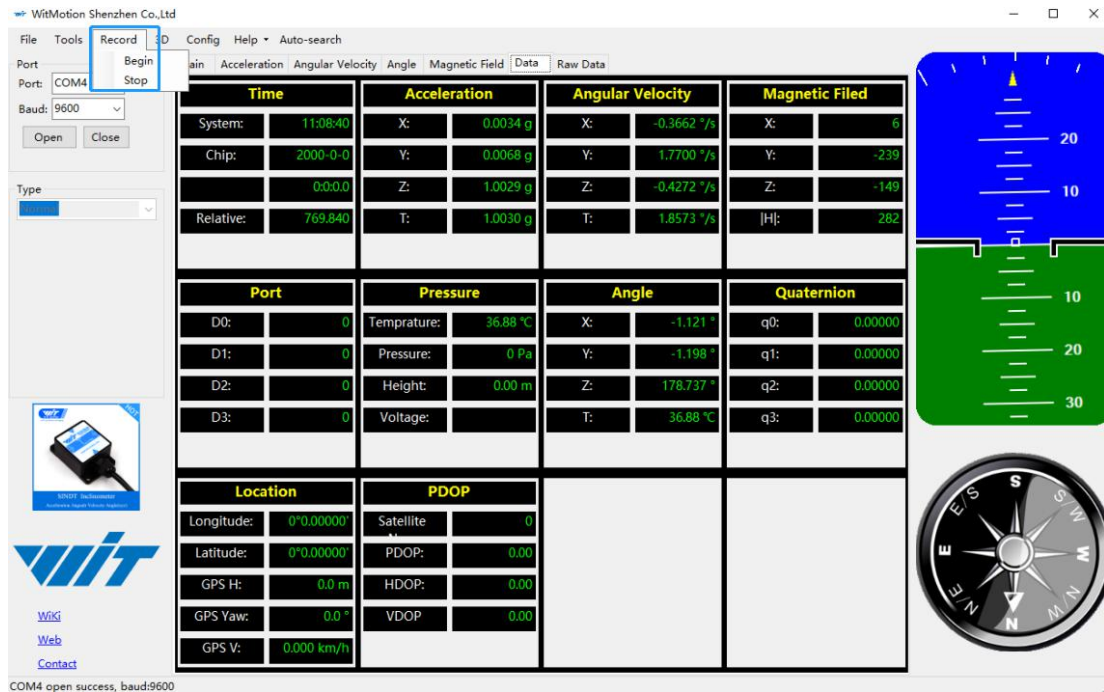 WitMotion Shenzhen Co.,Ltd
File Tools Record 3D Config Help Auto-search
Begin
Stop
Port
Port: COM4
Baud: 9600
Open Close
Type
Normal
Acceleration Angular Velocity Angle Magnetic Field Data Raw Data
Time Acceleration Angular Velocity Magnetic Filed
System: 11:08:40 X: 0.0034 g X: -0.3662 °/s X: 6
Chip: 2000-0-0 Y: 0.0068 g Y: 1.7700 °/s Y: -239
0:0:0.0 Z: 1.0029 g Z: -0.4272 °/s Z: -149
Relative: 769.840 T: 1.0030 g T: 1.8573 °/s |H|: 282
Port Pressure Angle Quaternion
D0: 0 Temprature: 36.88 °C X: -1.121 ° q0: 0.00000
D1: 0 Pressure: 0 Pa Y: -1.198 ° q1: 0.00000
D2: 0 Height: 0.00 m Z: 178.737 ° q2: 0.00000
D3: 0 Voltage: T: 36.88 °C q3: 0.00000
Location PDOP
Longitude: 0°0.00000' Satellite 0
Latitude: 0°0.00000' PDOP: 0.00
GPS H: 0.0 m HDOP: 0.00
GPS Yaw: 0.0 ° VDOP 0.00
GPS V: 0.000 km/h
20
10
10
20
30
S
S/W
W
N/W
N
N/E
E
E/S
HOT
WiT
SINDT Inclinometer
WiT
WiKi
Web
Contact
COM4 open success, baud:9600